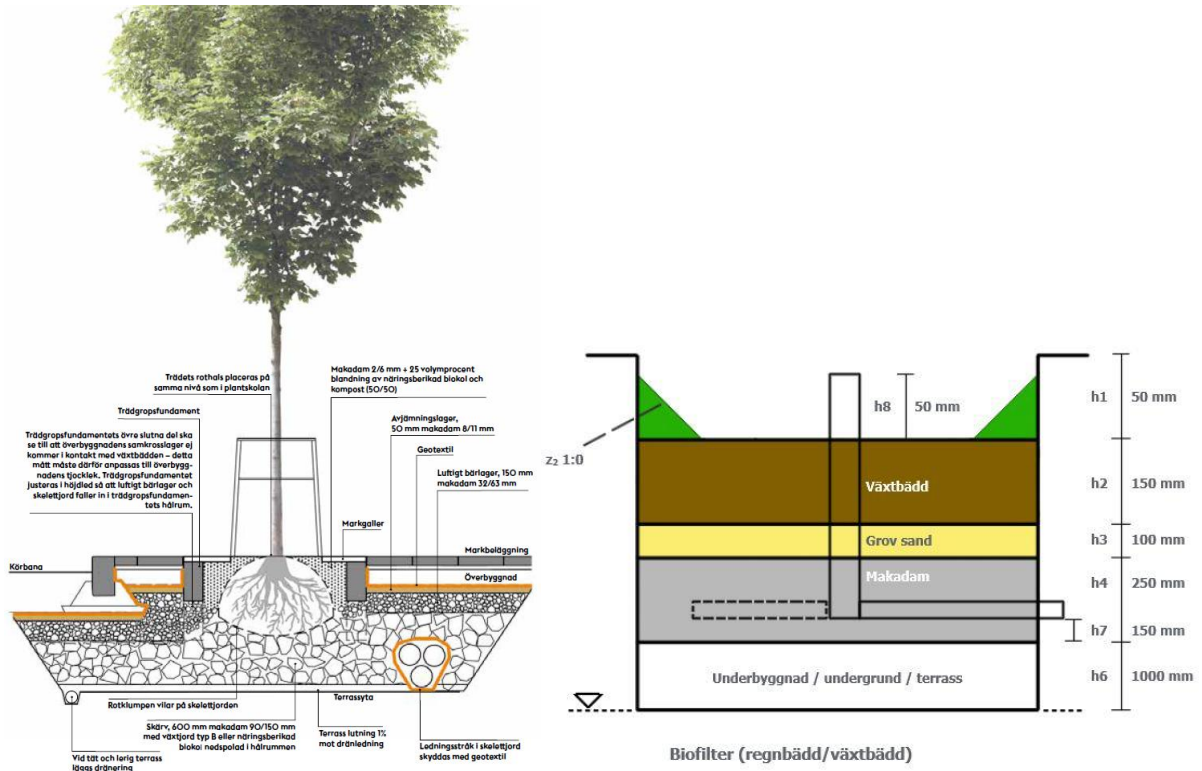 Trädets rothals placeras på
samma nivå som i plantskolan
Makadam 2/6 mm + 25 volymprocent
blandning av näringsberikad biokol och
kompost (50/50)
Trädgropsfundament
Avjämningslager,
50 mm makadam 8/11 mm
Trädgropsfundamentets övre slutna del ska
se till att överbyggnadens samkrosslager ej
kommer i kontakt med växtbädden – detta
mått måste därför anpassas till överbygg-
nadens tjocklek. Trädgropsfundamentet
justeras i höjdled så att luftigt bärlager och
skelettjord faller in i trädgropsfundamen-
tets hålrum.
Geotextil
Luftigt bärlager, 150 mm
makadam 32/63 mm
Markgaller
Markbeläggning
Körbana
Överbyggnad
Terrassyta
Rotklumpen vilar på skelettjorden
Skärv, 600 mm makadam 90/150 mm
med växtjord typ B eller näringsberikad
biokol nedspolad i hålrummen
Terrass lutning 1%
mot dränledning
Ledningsstråk i skelettjord
skyddas med geotextil
Vid tät och lerig terrass
läggs dränering
h8 50 mm
h1 50 mm
z₂ 1:0
Växtbädd
h2 150 mm
Grov sand
h3 100 mm
Makadam
h4 250 mm
h7 150 mm
Underbyggnad / undergrund / terrass
h6 1000 mm
Biofilter (regnbädd/växtbädd)